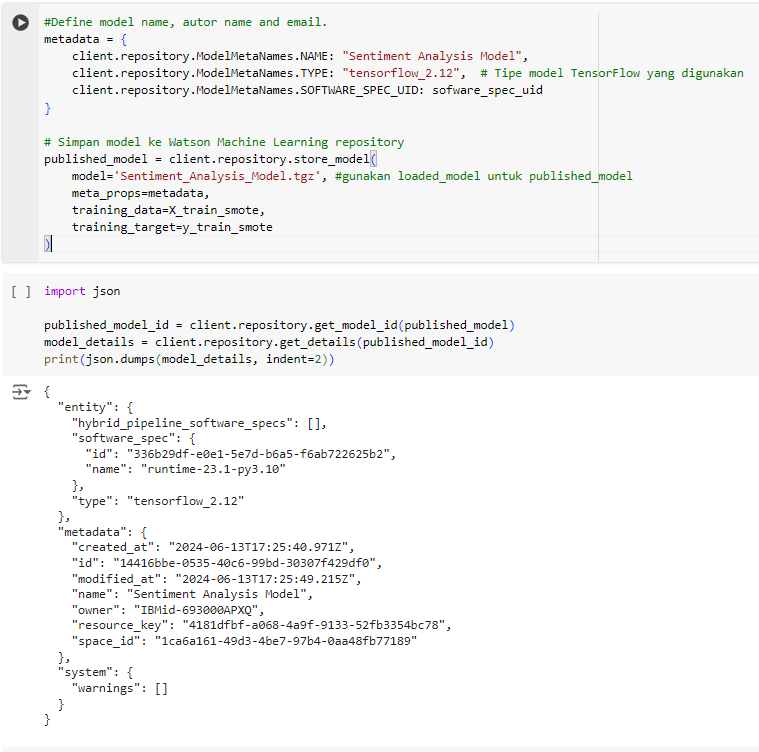 #Define model name, autor name and email.
metadata = {
    client.repository.ModelMetaNames.NAME: "Sentiment Analysis Model",
    client.repository.ModelMetaNames.TYPE: "tensorflow_2.12",  # Tipe model TensorFlow yang digunakan
    client.repository.ModelMetaNames.SOFTWARE_SPEC_UID: sofware_spec_uid
}
# Simpan model ke Watson Machine Learning repository
published_model = client.repository.store_model(
    model='Sentiment_Analysis_Model.tgz', #gunakan loaded_model untuk published_model
    meta_props=metadata,
    training_data=X_train_smote,
    training_target=y_train_smote
)
[ ] import json
published_model_id = client.repository.get_model_id(published_model)
model_details = client.repository.get_details(published_model_id)
print(json.dumps(model_details, indent=2))
{
  "entity": {
    "hybrid_pipeline_software_specs": [],
    "software_spec": {
      "id": "336b29df-e0e1-5e7d-b6a5-f6ab722625b2",
      "name": "runtime-23.1-py3.10"
    },
    "type": "tensorflow_2.12"
  },
  "metadata": {
    "created_at": "2024-06-13T17:25:40.971Z",
    "id": "14416bbe-0535-40c6-99bd-30307f429df0",
    "modified_at": "2024-06-13T17:25:49.215Z",
    "name": "Sentiment Analysis Model",
    "owner": "IBMid-693000APXQ",
    "resource_key": "4181dfbf-a068-4a9f-9133-52fb3354bc78",
    "space_id": "1ca6a161-49d3-4be7-97b4-0aa48fb77189"
  },
  "system": {
    "warnings": []
  }
}